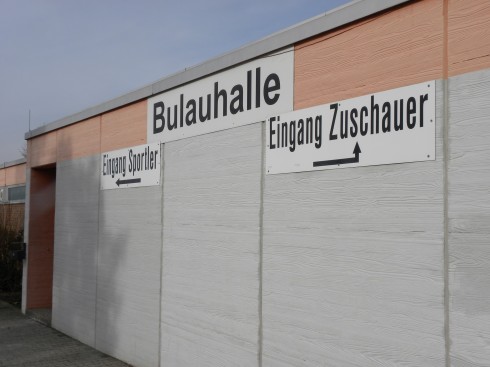 Bulauhalle
Eingang Sportler
Eingang Zuschauer